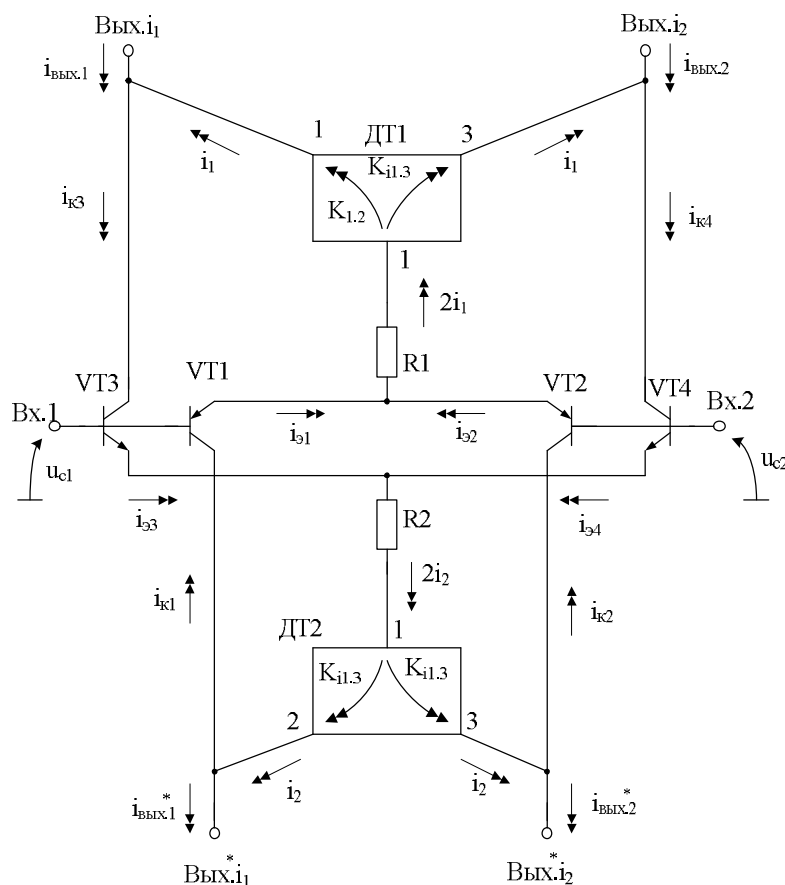 Вых.i1 Вых.i2
iвых.1 iвых.2
1 ДТ1 3
i1 i1
Ki1.3
K1.2
iк3 iк4
1
2i1
R1
VT3 VT1 VT2 VT4
Вх.1 Вх.2
iэ1 iэ2
uc1 uc2
R2
iэ3 iэ4
2i2
iк1 iк2
ДТ2 1
Ki1.3 Ki1.3
2 3
i2 i2
iвых.1* iвых.2*
Вых.i1* Вых.i2*